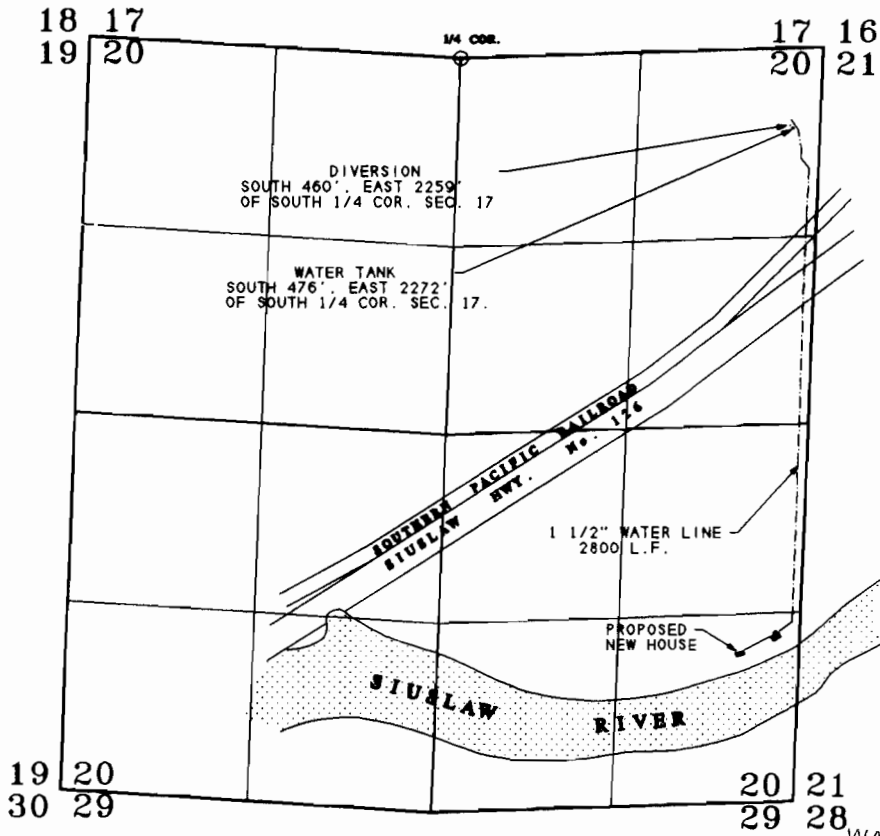 18 17
19 20
1/4 COR.
17 16
20 21
DIVERSION
SOUTH 460', EAST 2259'
OF SOUTH 1/4 COR. SEC. 17
WATER TANK
SOUTH 476', EAST 2272'
OF SOUTH 1/4 COR. SEC. 17.
SOUTHERN PACIFIC RAILROAD
SIUSLAW HWY. No. 126
1 1/2" WATER LINE
2800 L.F.
PROPOSED
NEW HOUSE
SIUSLAW RIVER
19 20
30 29
20 21
29 28